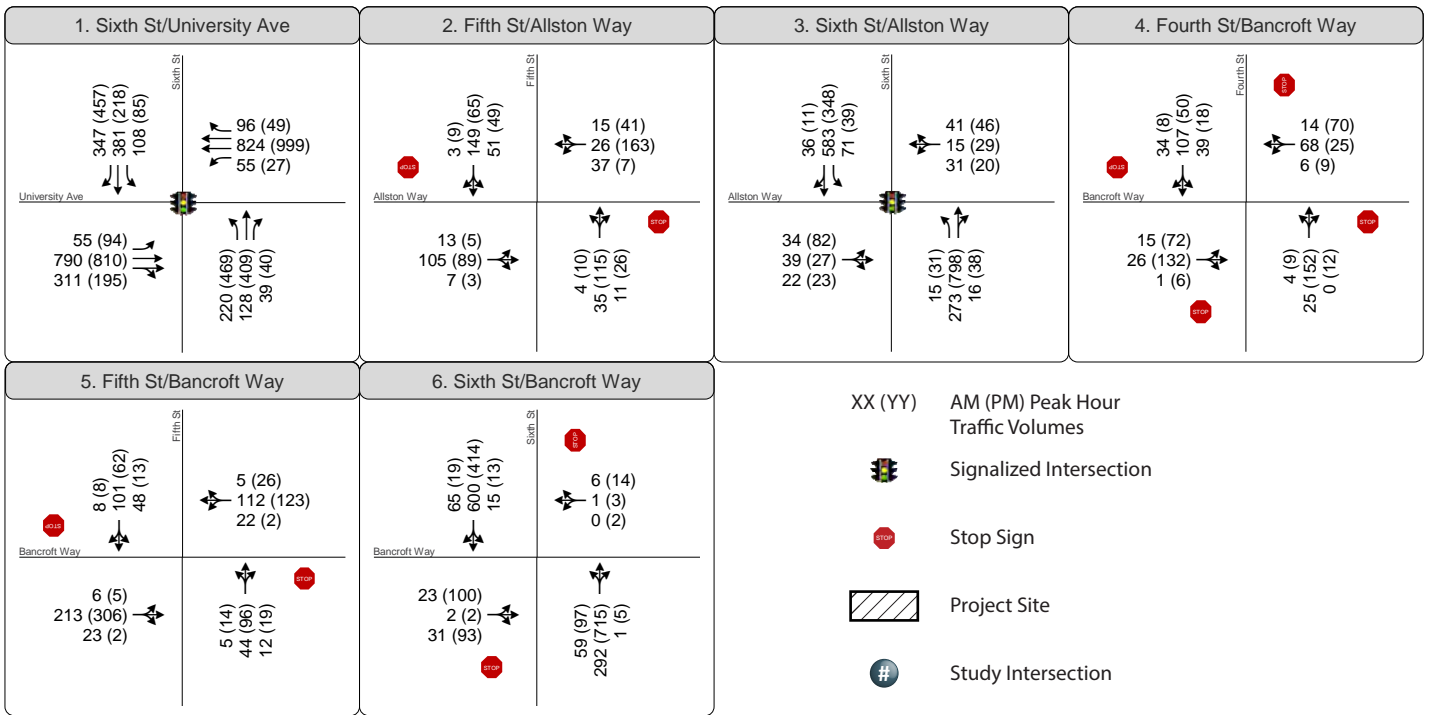 1. Sixth St/University Ave
Sixth St
347 (457)
381 (218)
108 (85)
96 (49)
824 (999)
55 (27)
University Ave
55 (94)
790 (810)
311 (195)
220 (469)
128 (409)
39 (40)
2. Fifth St/Allston Way
Fifth St
3 (9)
149 (65)
51 (49)
15 (41)
26 (163)
37 (7)
STOP
Allston Way
STOP
13 (5)
105 (89)
7 (3)
4 (10)
35 (115)
11 (26)
3. Sixth St/Allston Way
Sixth St
36 (11)
583 (348)
71 (39)
41 (46)
15 (29)
31 (20)
Allston Way
34 (82)
39 (27)
22 (23)
15 (31)
273 (798)
16 (38)
4. Fourth St/Bancroft Way
Fourth St
STOP
34 (8)
107 (50)
39 (18)
14 (70)
68 (25)
6 (9)
STOP
Bancroft Way
STOP
15 (72)
26 (132)
1 (6)
4 (9)
25 (152)
0 (12)
STOP
5. Fifth St/Bancroft Way
Fifth St
8 (8)
101 (62)
48 (13)
5 (26)
112 (123)
22 (2)
STOP
Bancroft Way
STOP
6 (5)
213 (306)
23 (2)
5 (14)
44 (96)
12 (19)
6. Sixth St/Bancroft Way
Sixth St
STOP
65 (19)
600 (414)
15 (13)
6 (14)
1 (3)
0 (2)
Bancroft Way
23 (100)
2 (2)
31 (93)
59 (97)
292 (715)
1 (5)
STOP
XX (YY) AM (PM) Peak Hour
Traffic Volumes
Signalized Intersection
STOP Stop Sign
Project Site
# Study Intersection